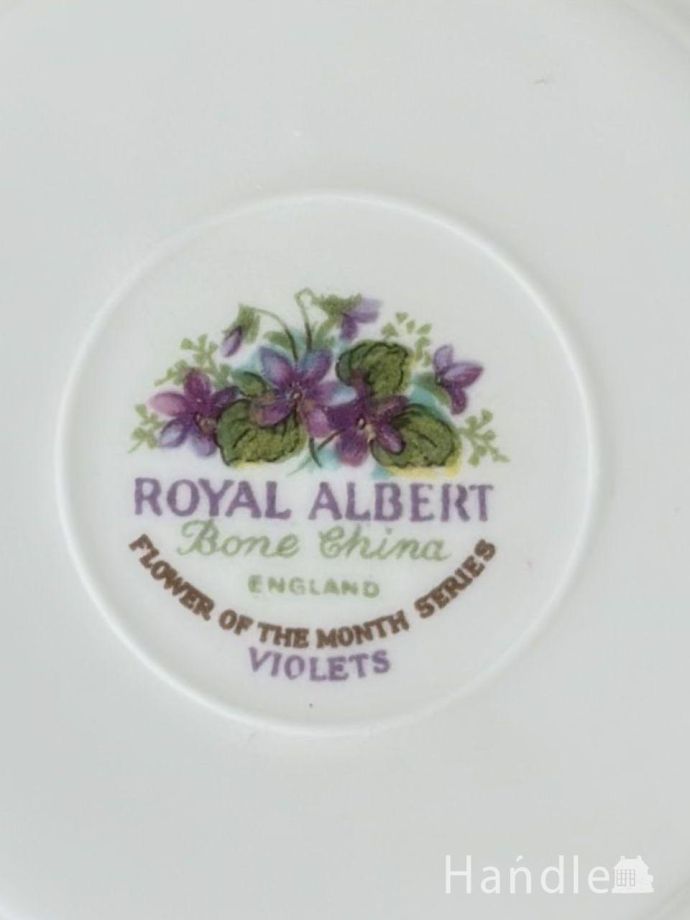 ROYAL ALBERT
Bone China
ENGLAND
FLOWER OF THE MONTH SERIES
VIOLETS
Handle